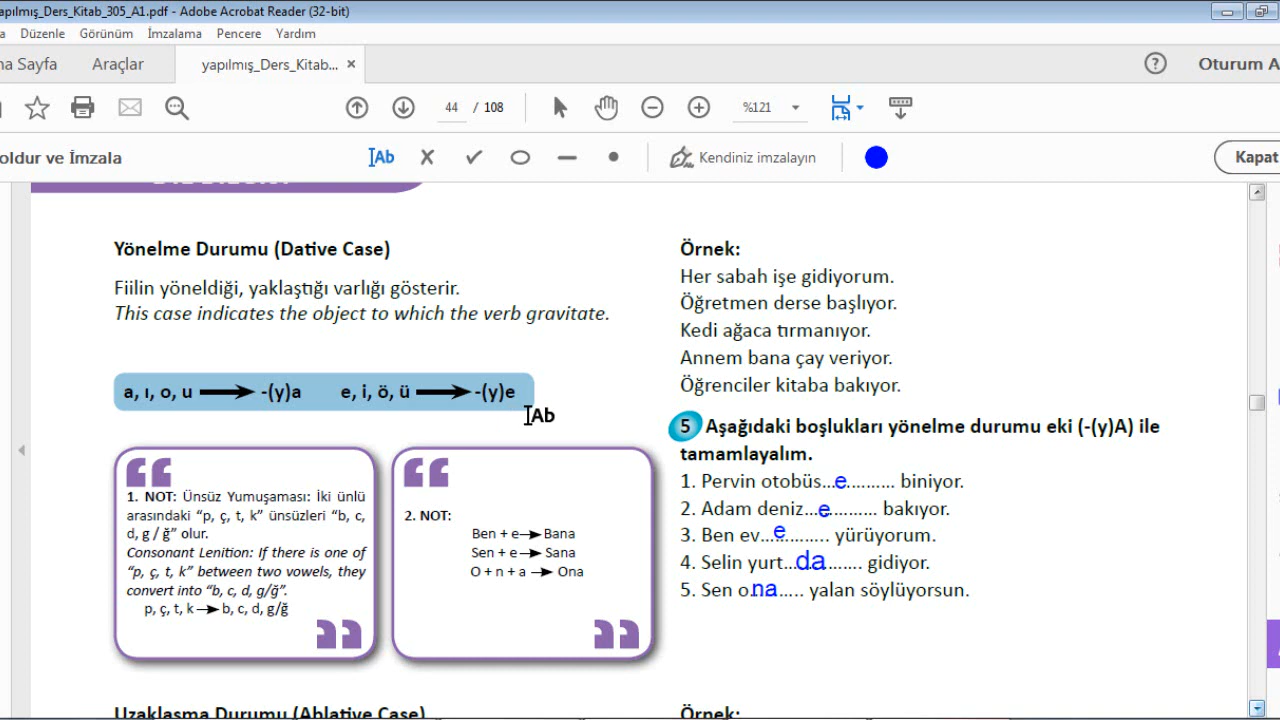 apılmış_Ders_Kitab_305_A1.pdf - Adobe Acrobat Reader (32-bit)
a Düzenle Görünüm İmzalama Pencere Yardım
na Sayfa Araçlar yapılmış_Ders_Kitab... × ? Oturum A
44 / 108 %121
oldur ve İmzala Ab Kendiniz imzalayın Kapat
Yönelme Durumu (Dative Case)
Fiilin yöneldiği, yaklaştığı varlığı gösterir.
This case indicates the object to which the verb gravitate.
a, ı, o, u → -(y)a e, i, ö, ü → -(y)e
Ab
1. NOT: Ünsüz Yumuşaması: İki ünlü
arasındaki “p, ç, t, k” ünsüzleri “b, c,
d, g / ğ” olur.
Consonant Lenition: If there is one of
“p, ç, t, k” between two vowels, they
convert into “b, c, d, g/ğ”.
p, ç, t, k → b, c, d, g/ğ
2. NOT:
Ben + e → Bana
Sen + e → Sana
O + n + a → Ona
Örnek:
Her sabah işe gidiyorum.
Öğretmen derse başlıyor.
Kedi ağaca tırmanıyor.
Annem bana çay veriyor.
Öğrenciler kitaba bakıyor.
5 Aşağıdaki boşlukları yönelme durumu eki (-(y)A) ile
tamamlayalım.
1. Pervin otobüs...e.......... biniyor.
2. Adam deniz...e.......... bakıyor.
3. Ben ev...e.......... yürüyorum.
4. Selin yurt...da....... gidiyor.
5. Sen o...na..... yalan söylüyorsun.
Uzaklaşma Durumu (Ablative Case)
Örnek: